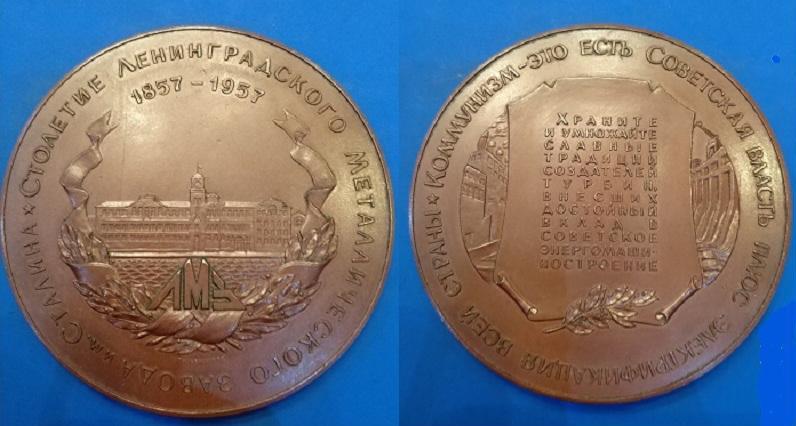 ★ Столетие Ленинградского Металлического завода им. Сталина
1857-1957
ЛМЗ
★ Коммунизм-это есть Советская власть плюс электрификация всей страны
Храните
и умножайте
славные
традиции
создателей
турбин,
внесших
достойный
вклад в
советское
энергомаши-
ностроение